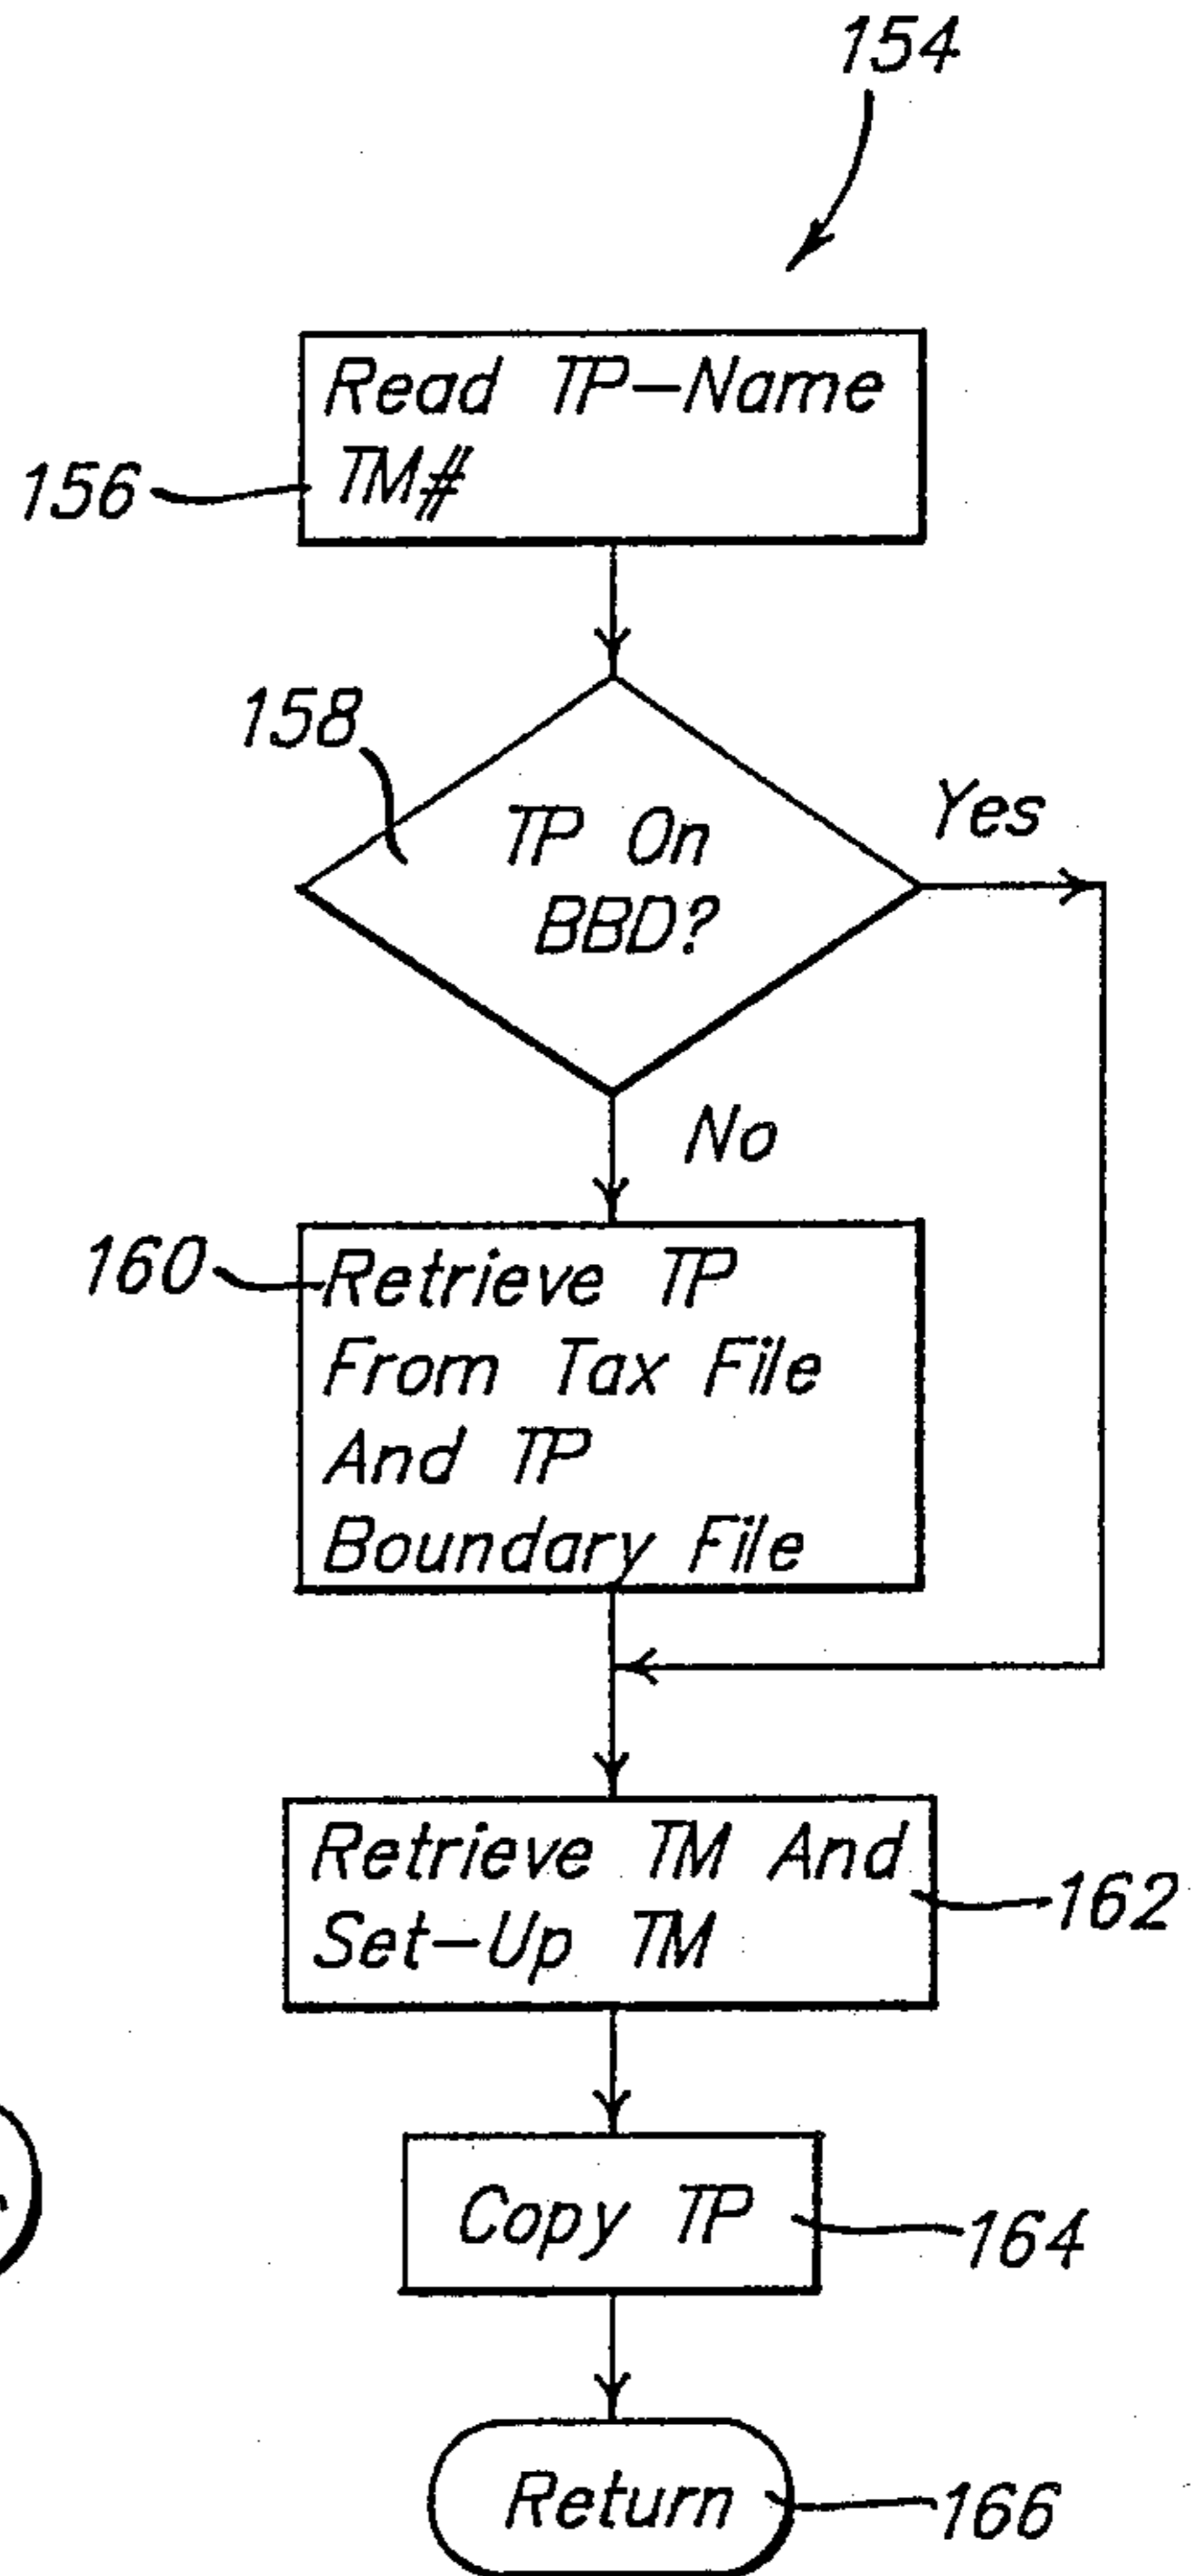 154
Read TP-Name
TM#
156
158
TP On
BBD?
Yes
No
160
Retrieve TP
From Tax File
And TP
Boundary File
Retrieve TM And
Set-Up TM
162
Copy TP
164
Return
166